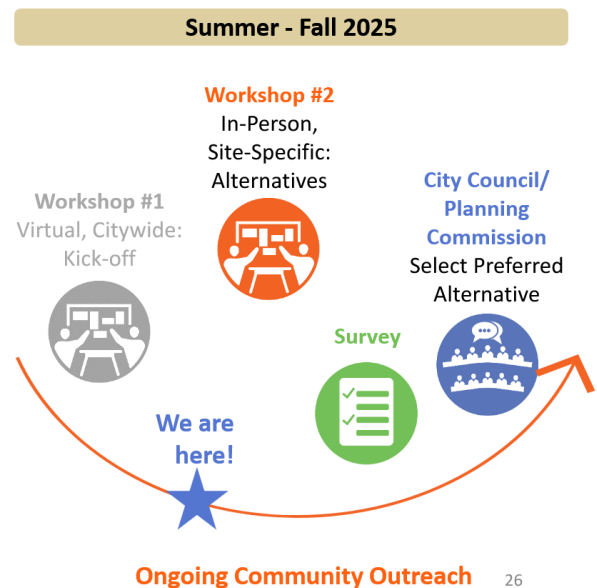 Summer - Fall 2025
Workshop #2
In-Person,
Site-Specific:
Alternatives
Workshop #1
Virtual, Citywide:
Kick-off
City Council/
Planning
Commission
Select Preferred
Alternative
Survey
We are
here!
Ongoing Community Outreach
26